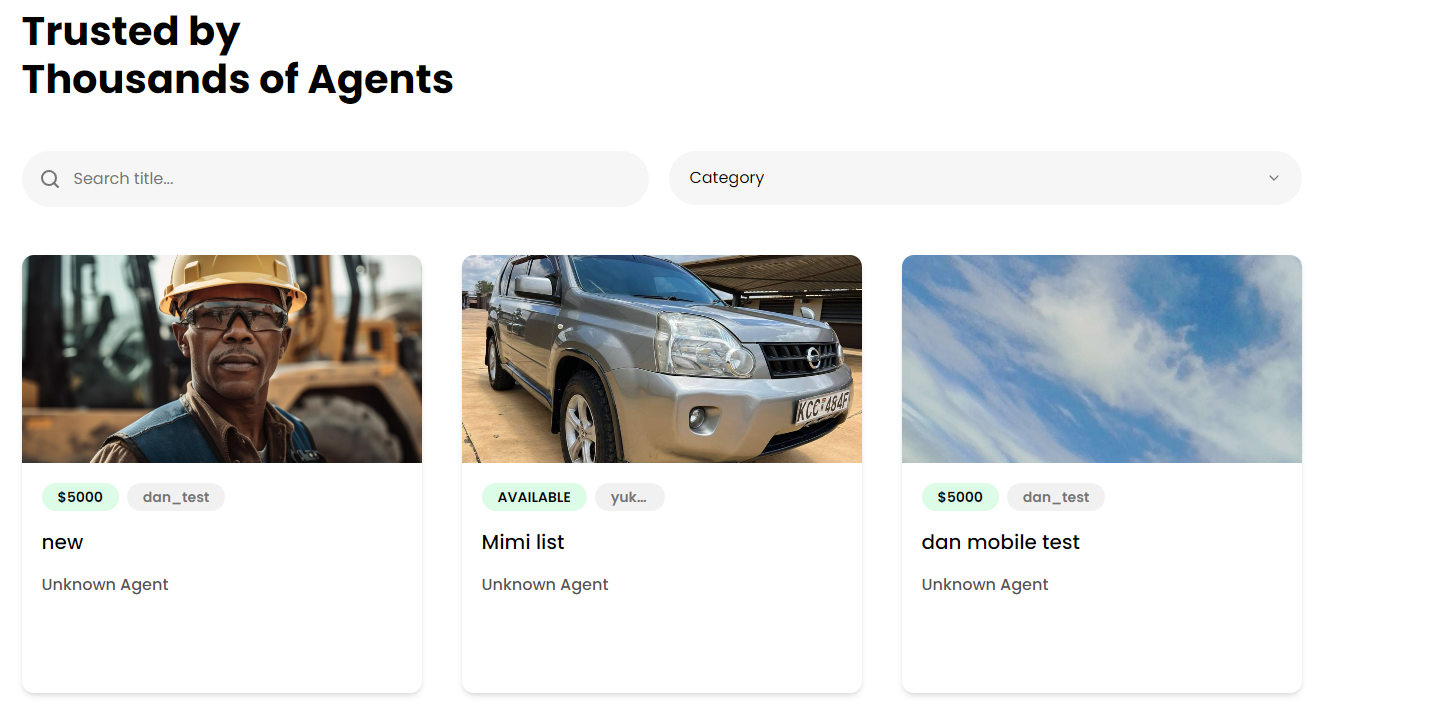 Trusted by
Thousands of Agents
Search title...
Category
KCC 484F
$5000 dan_test
AVAILABLE yuk...
$5000 dan_test
new
Mimi list
dan mobile test
Unknown Agent
Unknown Agent
Unknown Agent